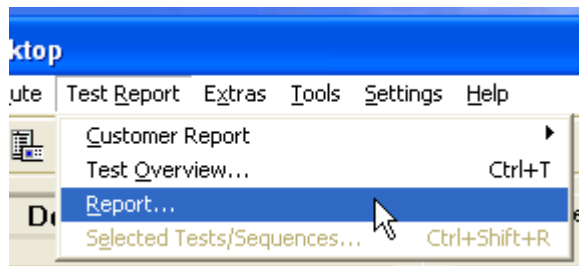 ktop
ute Test Report Extras Tools Settings Help
Customer Report
Test Overview... Ctrl+T
Report...
Selected Tests/Sequences... Ctrl+Shift+R